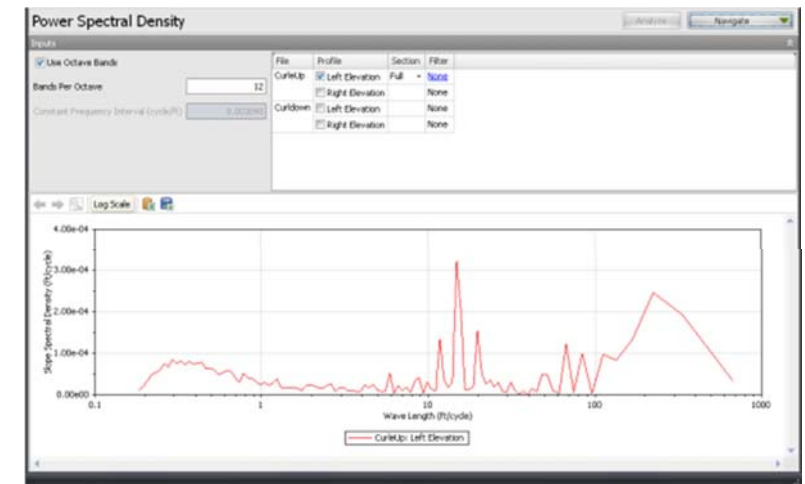 Power Spectral Density
Analyze
Navigate
Inputs
Use Octave Bands
Bands Per Octave 12
Constant Frequency Interval (cycle/ft)
File Profile Section Filter
CurleUp Left Elevation Full None
Right Elevation None
Curldown Left Elevation None
Right Elevation None
Log Scale
4.00e-04
3.00e-04
2.00e-04
1.00e-04
0.00e00
Slope Spectral Density (ft/cycle)
0.1 1 10 100 1000
Wave Length (ft/cycle)
CurleUp: Left Elevation